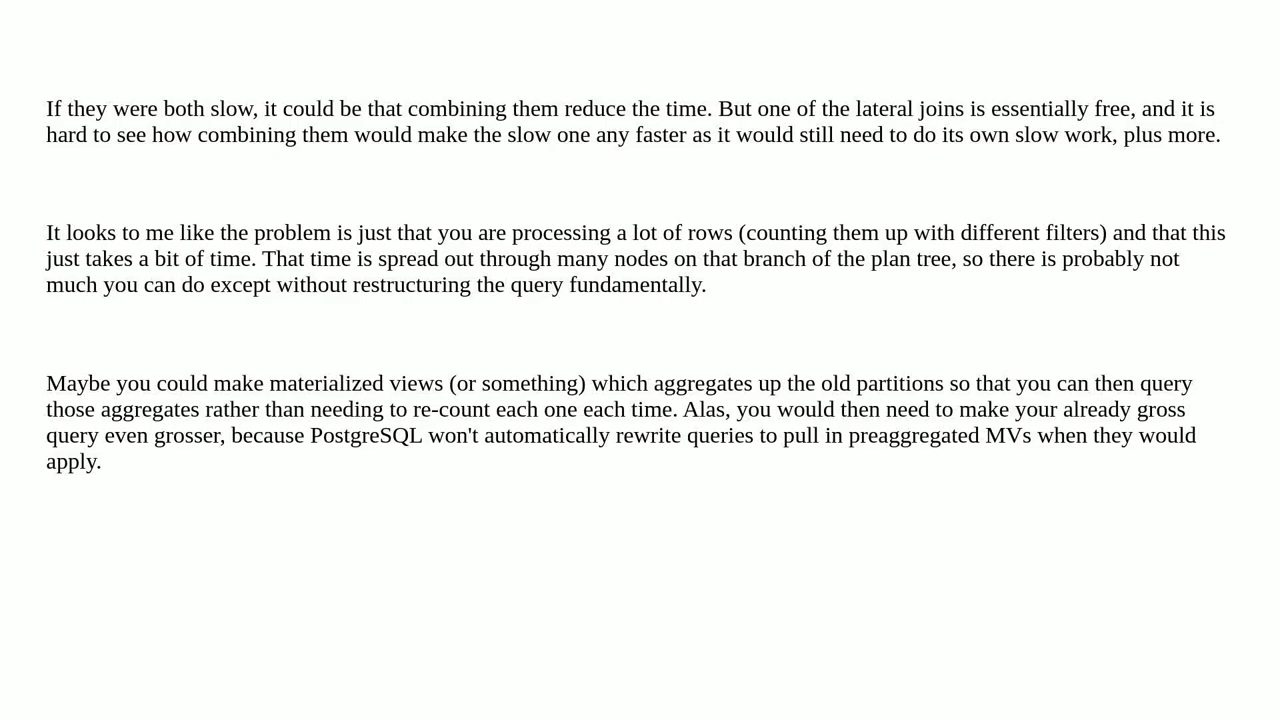 If they were both slow, it could be that combining them reduce the time. But one of the lateral joins is essentially free, and it is
hard to see how combining them would make the slow one any faster as it would still need to do its own slow work, plus more.
It looks to me like the problem is just that you are processing a lot of rows (counting them up with different filters) and that this
just takes a bit of time. That time is spread out through many nodes on that branch of the plan tree, so there is probably not
much you can do except without restructuring the query fundamentally.
Maybe you could make materialized views (or something) which aggregates up the old partitions so that you can then query
those aggregates rather than needing to re-count each one each time. Alas, you would then need to make your already gross
query even grosser, because PostgreSQL won't automatically rewrite queries to pull in preaggregated MVs when they would
apply.